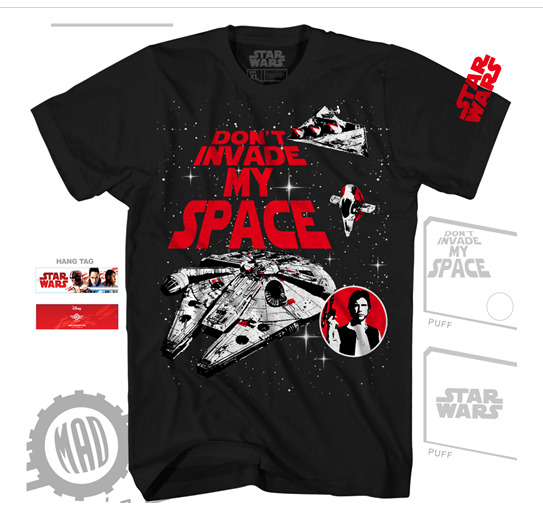 STAR
WARS
STAR
WARS
DON'T
INVADE
MY
SPACE
HANG TAG
STAR
WARS
Disney
DON'T
INVADE
MY
SPACE
PUFF
STAR
WARS
PUFF
MAD